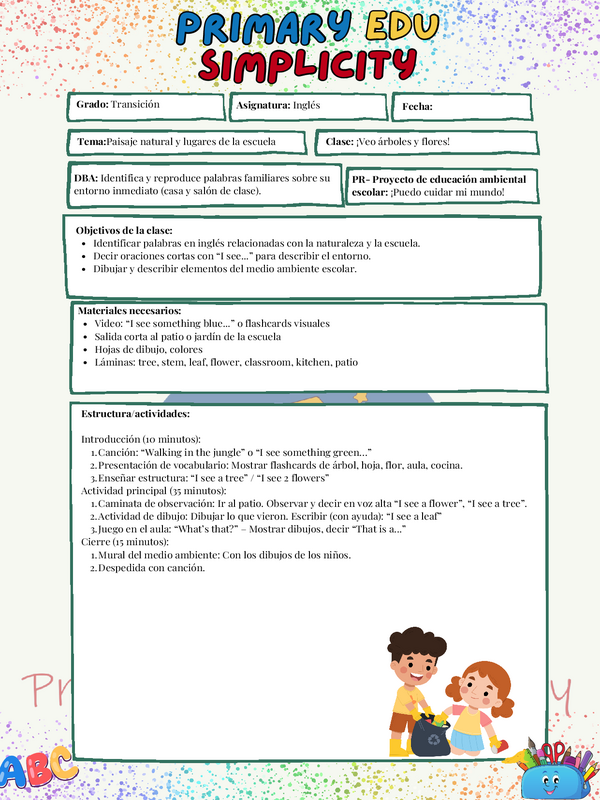 PRIMARY EDU
SIMPLICITY
Grado: Transición
Asignatura: Inglés
Fecha:
Tema:Paisaje natural y lugares de la escuela
Clase: ¡Veo árboles y flores!
DBA: Identifica y reproduce palabras familiares sobre su
entorno inmediato (casa y salón de clase).
PR- Proyecto de educación ambiental
escolar: ¡Puedo cuidar mi mundo!
Objetivos de la clase:
• Identificar palabras en inglés relacionadas con la naturaleza y la escuela.
• Decir oraciones cortas con “I see...” para describir el entorno.
• Dibujar y describir elementos del medio ambiente escolar.
Materiales necesarios:
• Video: “I see something blue...” o flashcards visuales
• Salida corta al patio o jardín de la escuela
• Hojas de dibujo, colores
• Láminas: tree, stem, leaf, flower, classroom, kitchen, patio
Estructura/actividades:
Introducción (10 minutos):
1.Canción: “Walking in the jungle” o “I see something green...”
2.Presentación de vocabulario: Mostrar flashcards de árbol, hoja, flor, aula, cocina.
3.Enseñar estructura: “I see a tree” / “I see 2 flowers”
Actividad principal (35 minutos):
1.Caminata de observación: Ir al patio. Observar y decir en voz alta “I see a flower”, “I see a tree”.
2.Actividad de dibujo: Dibujar lo que vieron. Escribir (con ayuda): “I see a leaf”
3.Juego en el aula: “What’s that?” – Mostrar dibujos, decir “That is a...”
Cierre (15 minutos):
1.Mural del medio ambiente: Con los dibujos de los niños.
2.Despedida con canción.
Pr
y
ABC